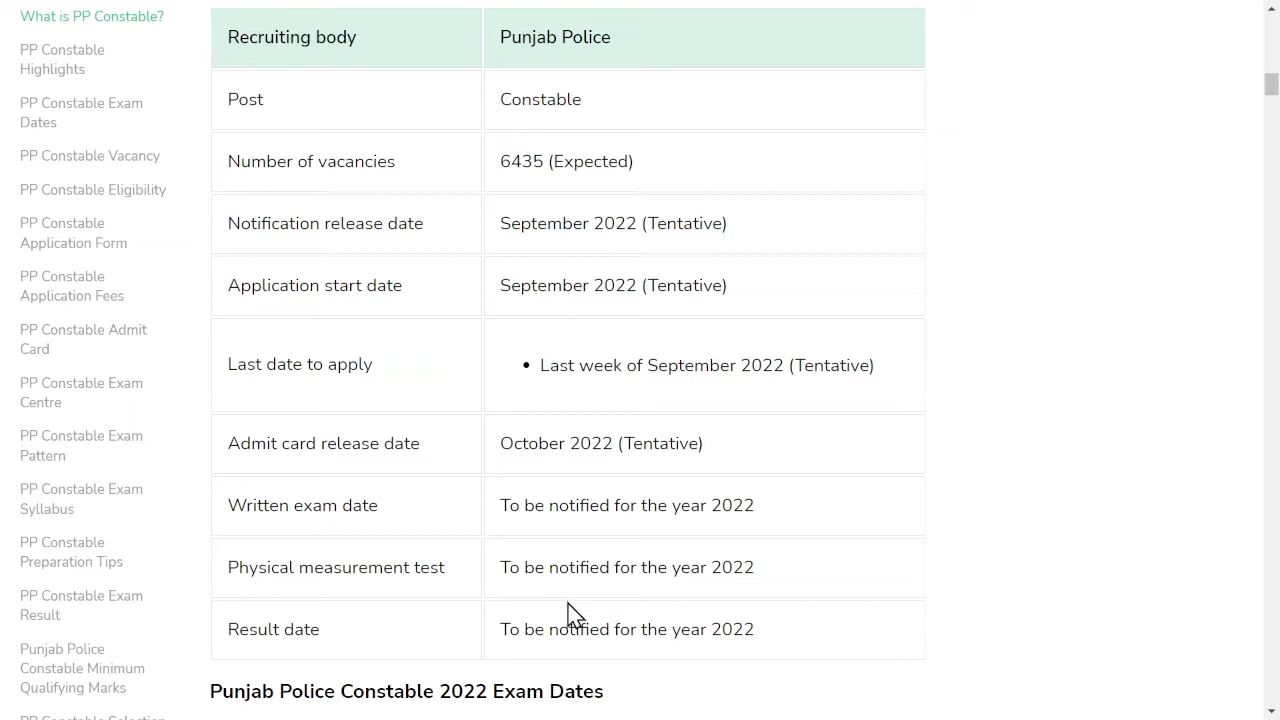 What is PP Constable?
PP Constable
Highlights
PP Constable Exam
Dates
PP Constable Vacancy
PP Constable Eligibility
PP Constable
Application Form
PP Constable
Application Fees
PP Constable Admit
Card
PP Constable Exam
Centre
PP Constable Exam
Pattern
PP Constable Exam
Syllabus
PP Constable
Preparation Tips
PP Constable Exam
Result
Punjab Police
Constable Minimum
Qualifying Marks
PP Constable Selection
Recruiting body Punjab Police
Post Constable
Number of vacancies 6435 (Expected)
Notification release date September 2022 (Tentative)
Application start date September 2022 (Tentative)
Last date to apply • Last week of September 2022 (Tentative)
Admit card release date October 2022 (Tentative)
Written exam date To be notified for the year 2022
Physical measurement test To be notified for the year 2022
Result date To be notified for the year 2022
Punjab Police Constable 2022 Exam Dates